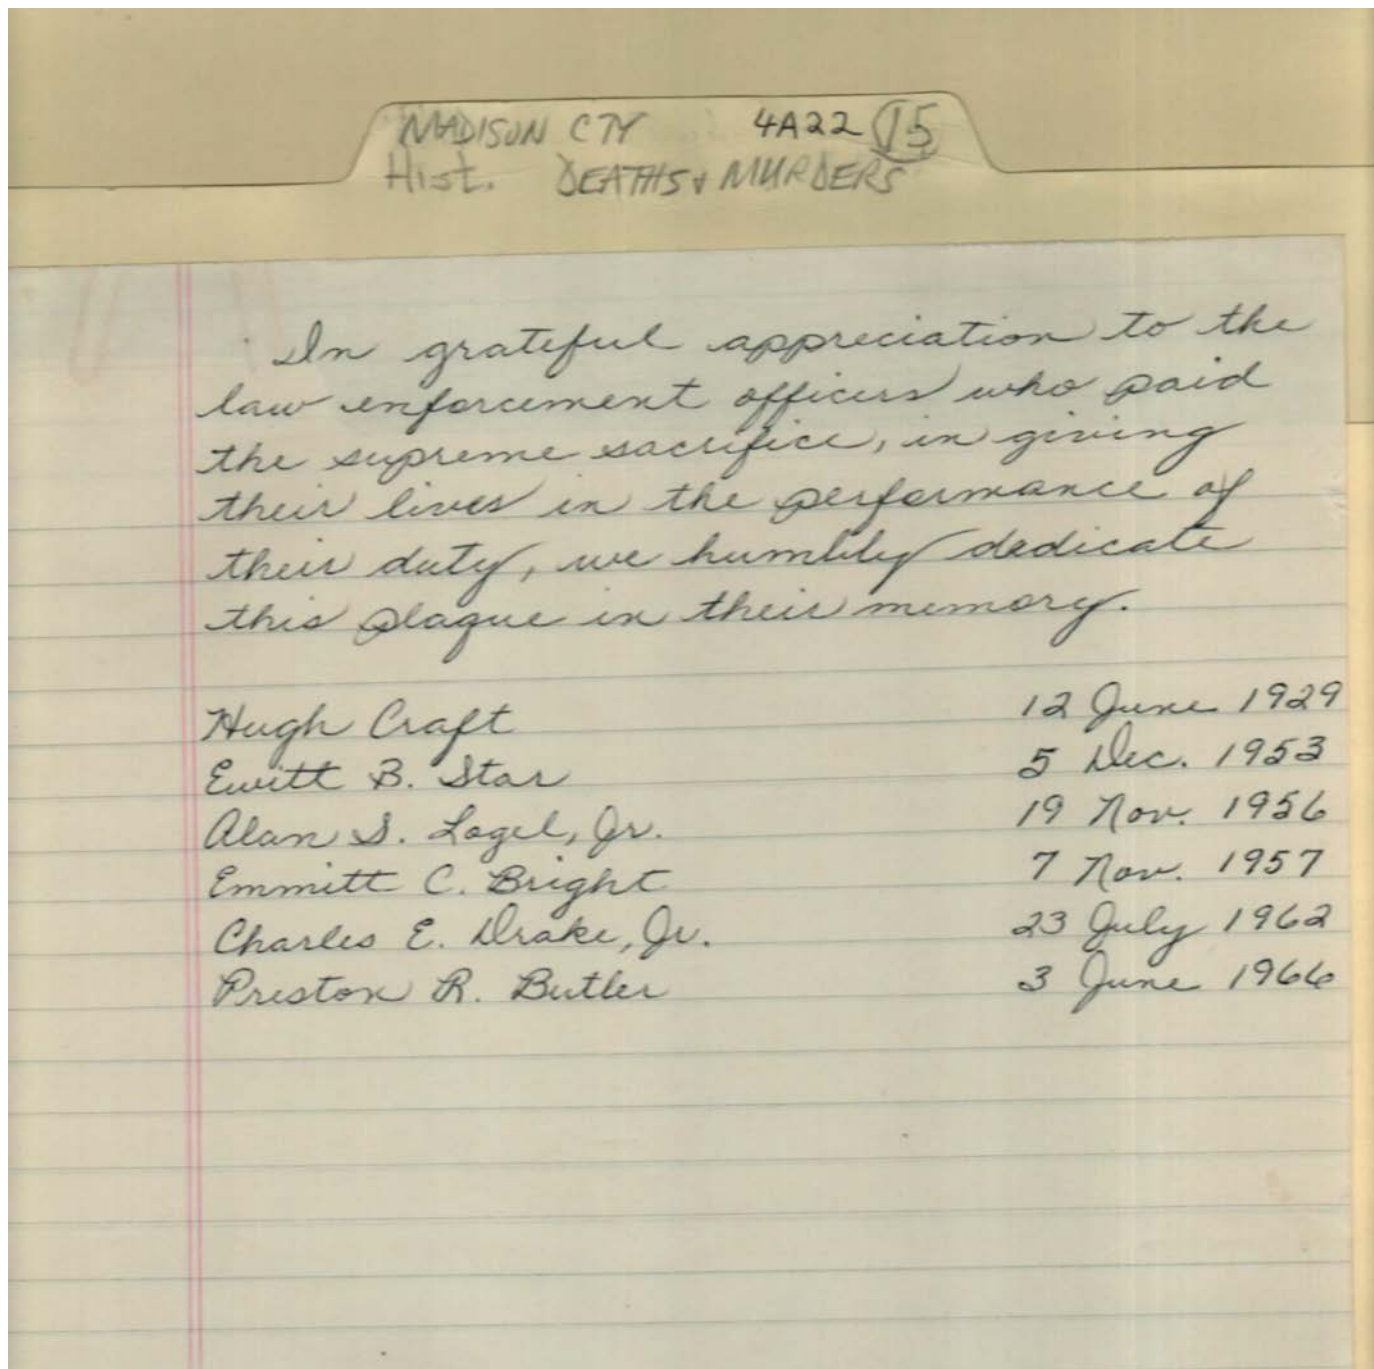 MADISON CTY 4A22 15
Hist. DEATHS & MURDERS
In grateful appreciation to the
law enforcement officers who paid
the supreme sacrifice, in giving
their lives in the performance of
their duty, we humbly dedicate
this plaque in their memory.
Hugh Craft 12 June 1929
Ewitt B. Star 5 Dec. 1953
Alan S. Logel, Jr. 19 Nov. 1956
Emmitt C. Bright 7 Nov. 1957
Charles E. Drake, Jr. 23 July 1962
Preston R. Butler 3 June 1966